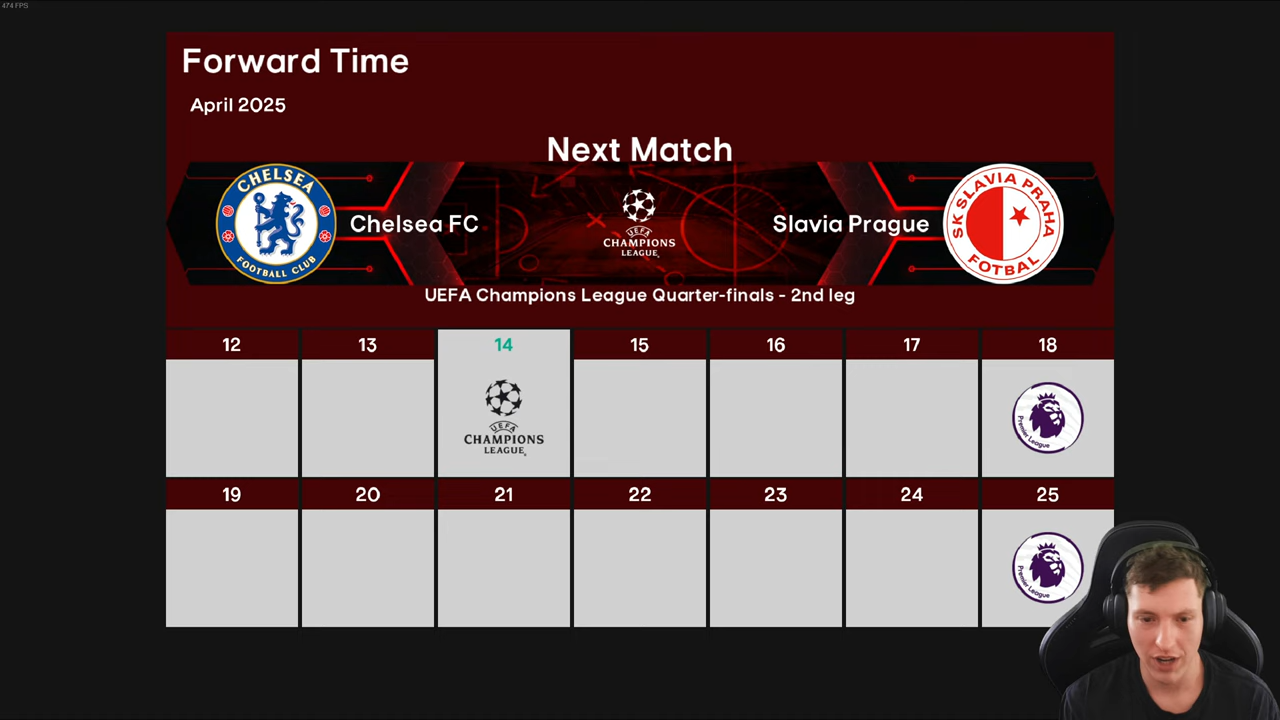 474 FPS
Forward Time
April 2025
Next Match
CHELSEA
FOOTBALL CLUB
Chelsea FC
UEFA
CHAMPIONS
LEAGUE
Slavia Prague
SK SLAVIA PRAHA
FOTBAL
UEFA Champions League Quarter-finals - 2nd leg
12 13 14 15 16 17 18
UEFA
CHAMPIONS
LEAGUE
Premier League
19 20 21 22 23 24 25
Premier League